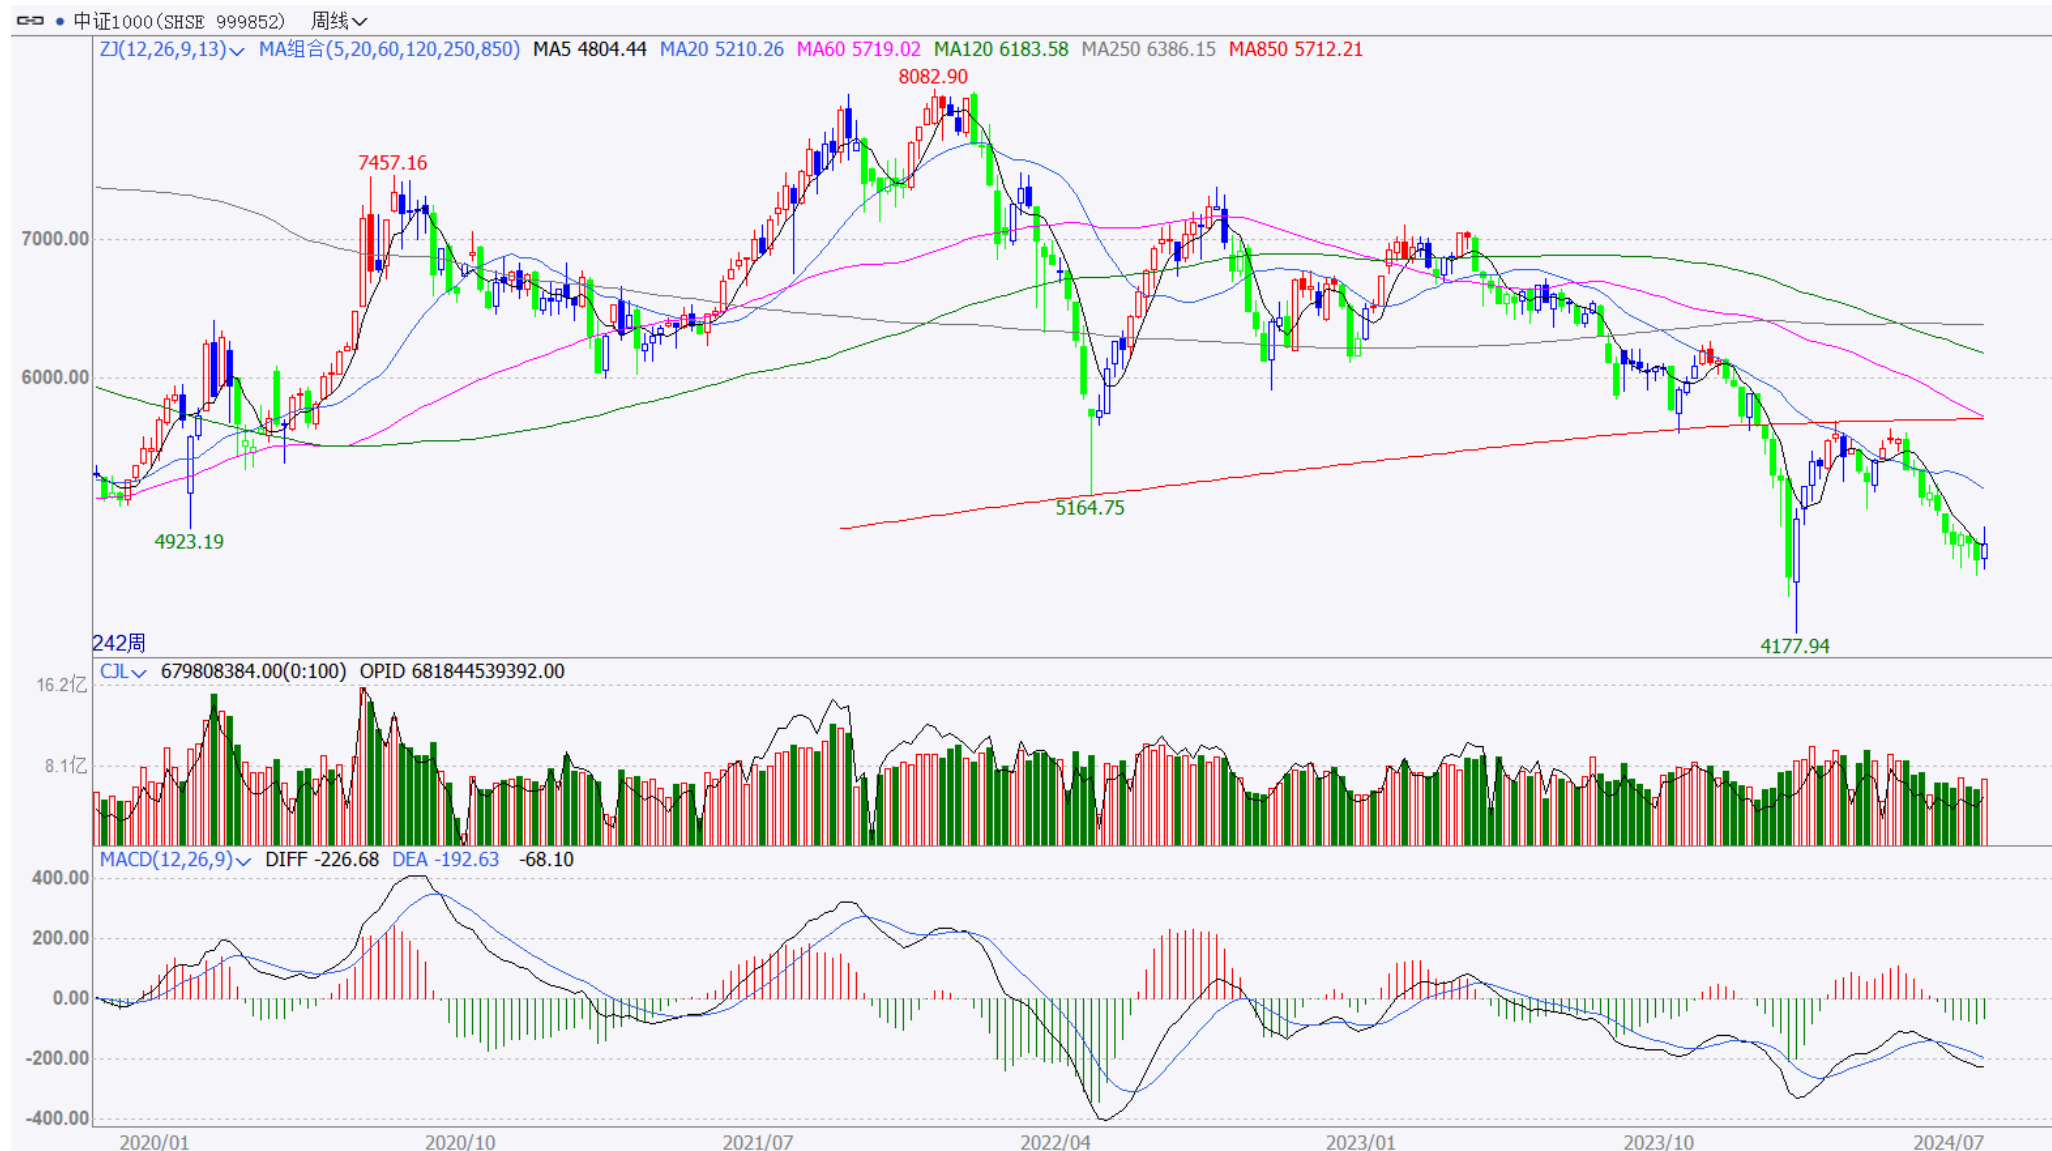 中证1000(SHSE 999852) 周线
ZJ(12,26,9,13) MA组合(5,20,60,120,250,850) MA5 4804.44 MA20 5210.26 MA60 5719.02 MA120 6183.58 MA250 6386.15 MA850 5712.21
8082.90
7457.16
7000.00
6000.00
5164.75
4923.19
242周
4177.94
CJL 679808384.00(0:100) OPID 681844539392.00
16.2亿
8.1亿
MACD(12,26,9) DIFF -226.68 DEA -192.63 -68.10
400.00
200.00
0.00
-200.00
-400.00
2020/01 2020/10 2021/07 2022/04 2023/01 2023/10 2024/07